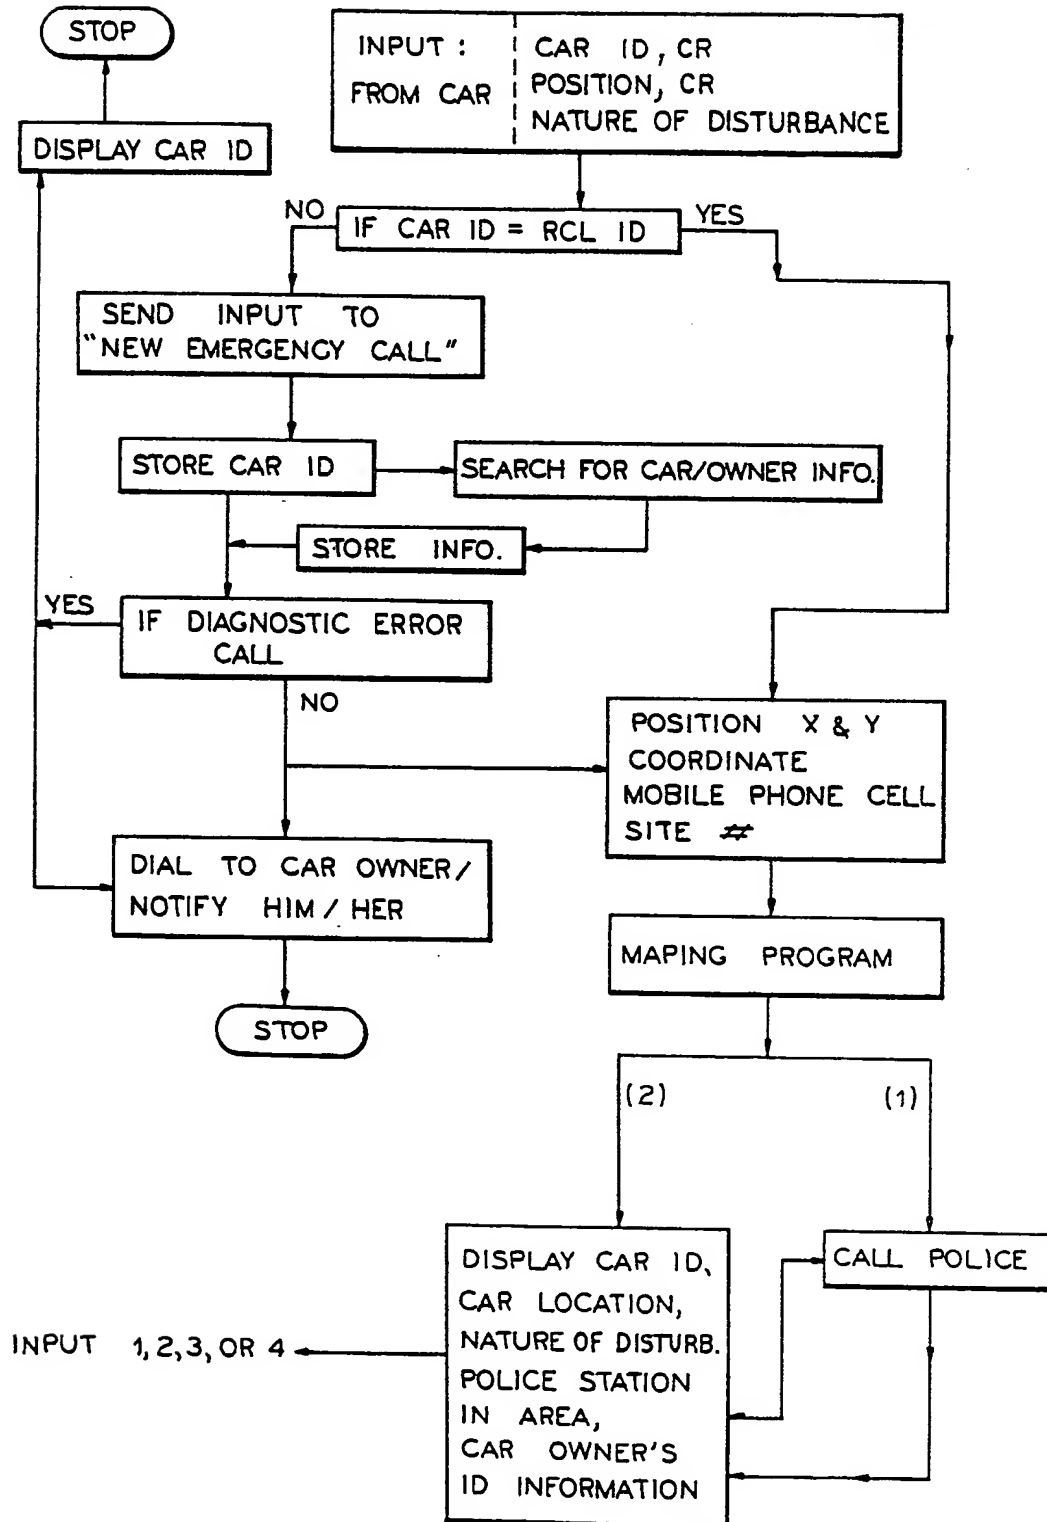 STOP
INPUT :
FROM CAR
CAR ID, CR
POSITION, CR
NATURE OF DISTURBANCE
DISPLAY CAR ID
NO
IF CAR ID = RCL ID
YES
SEND INPUT TO
"NEW EMERGENCY CALL"
STORE CAR ID
SEARCH FOR CAR/OWNER INFO.
STORE INFO.
YES
IF DIAGNOSTIC ERROR
CALL
NO
POSITION X & Y
COORDINATE
MOBILE PHONE CELL
SITE #
DIAL TO CAR OWNER/
NOTIFY HIM / HER
MAPING PROGRAM
STOP
(2)
(1)
CALL POLICE
DISPLAY CAR ID,
CAR LOCATION,
NATURE OF DISTURB.
POLICE STATION
IN AREA,
CAR OWNER'S
ID INFORMATION
INPUT 1, 2, 3, OR 4